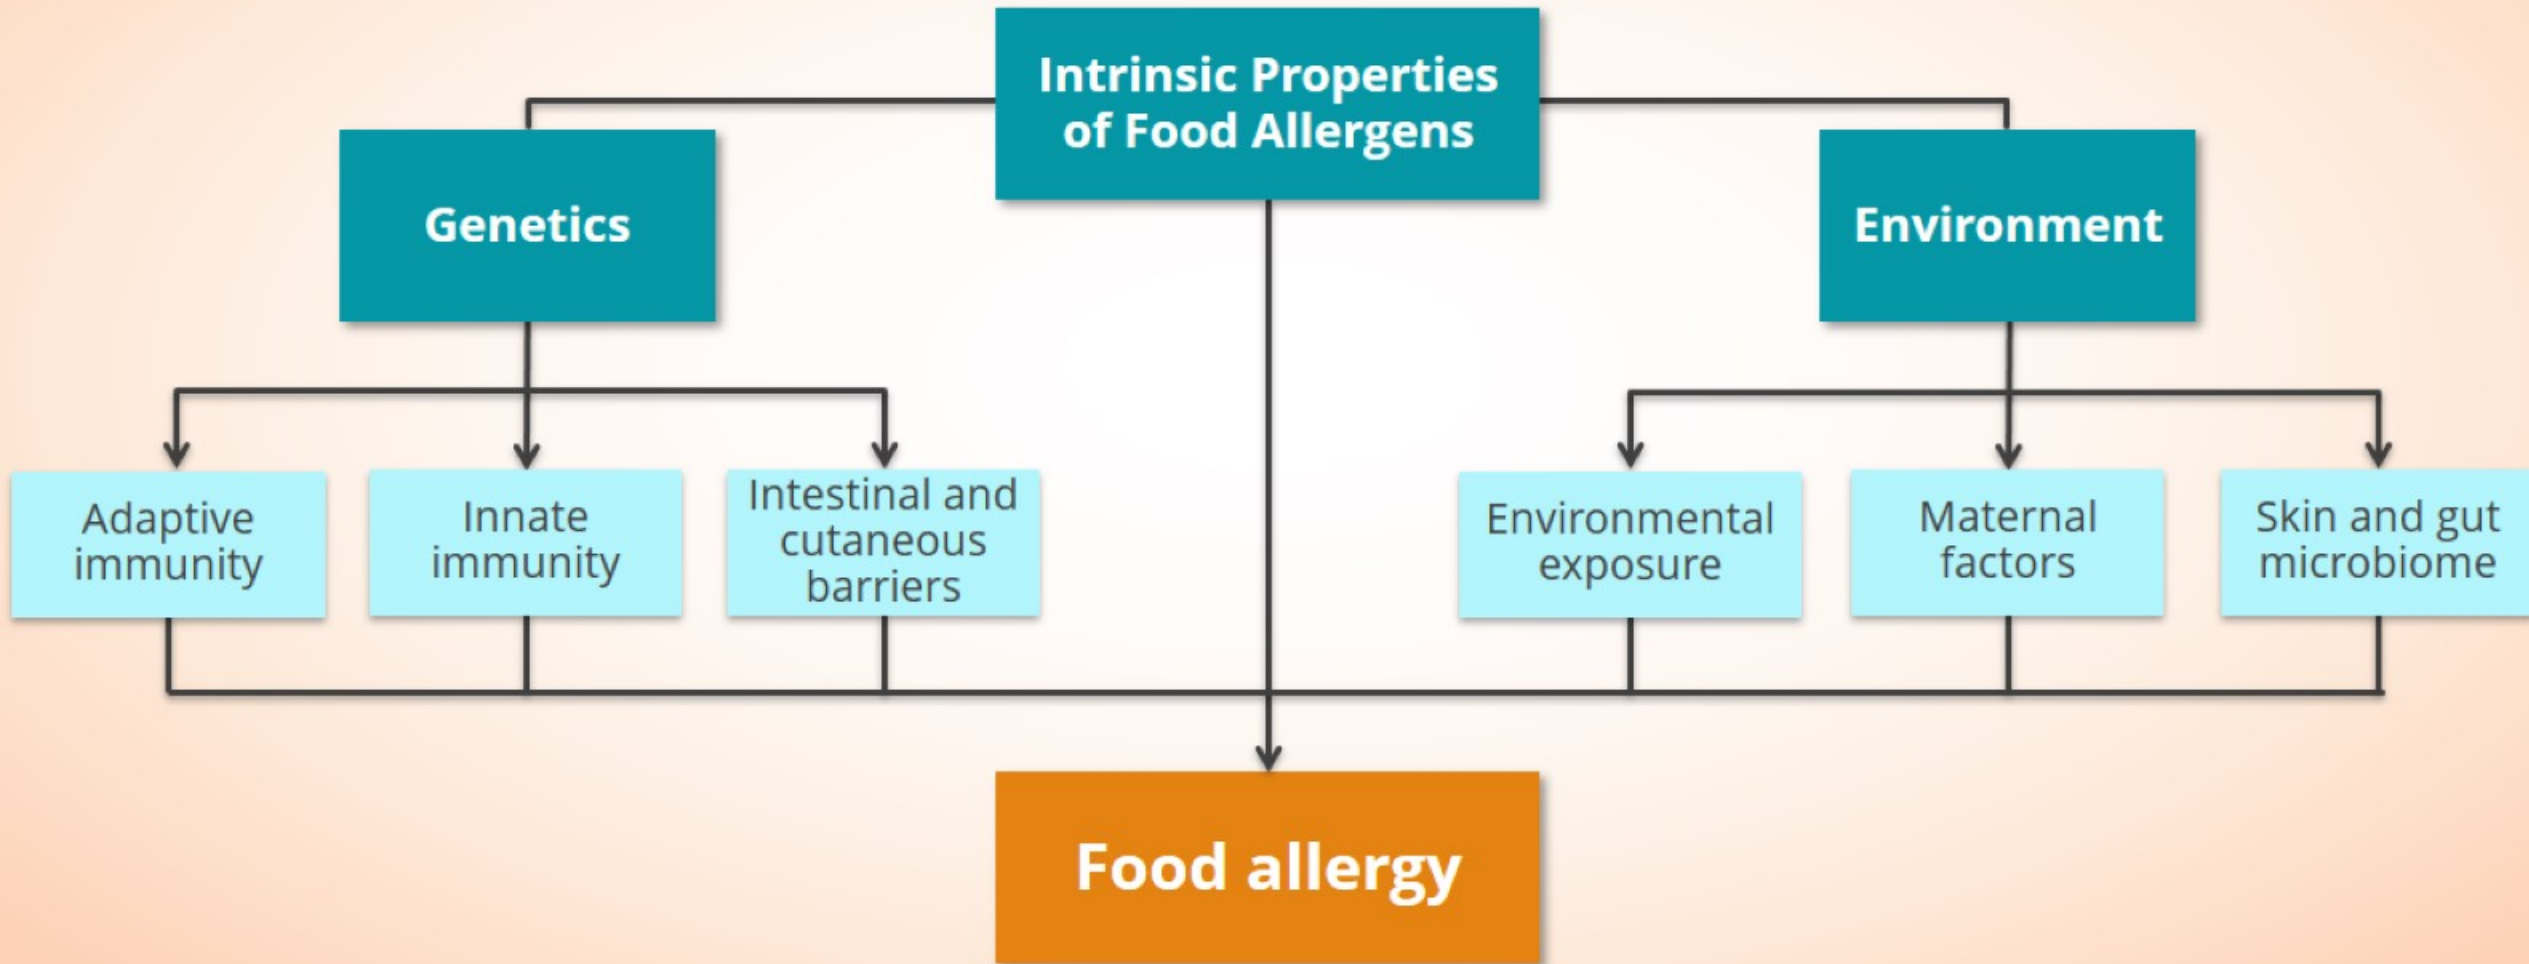 Intrinsic Properties
of Food Allergens
Genetics
Environment
Adaptive
immunity
Innate
immunity
Intestinal and
cutaneous
barriers
Environmental
exposure
Maternal
factors
Skin and gut
microbiome
Food allergy